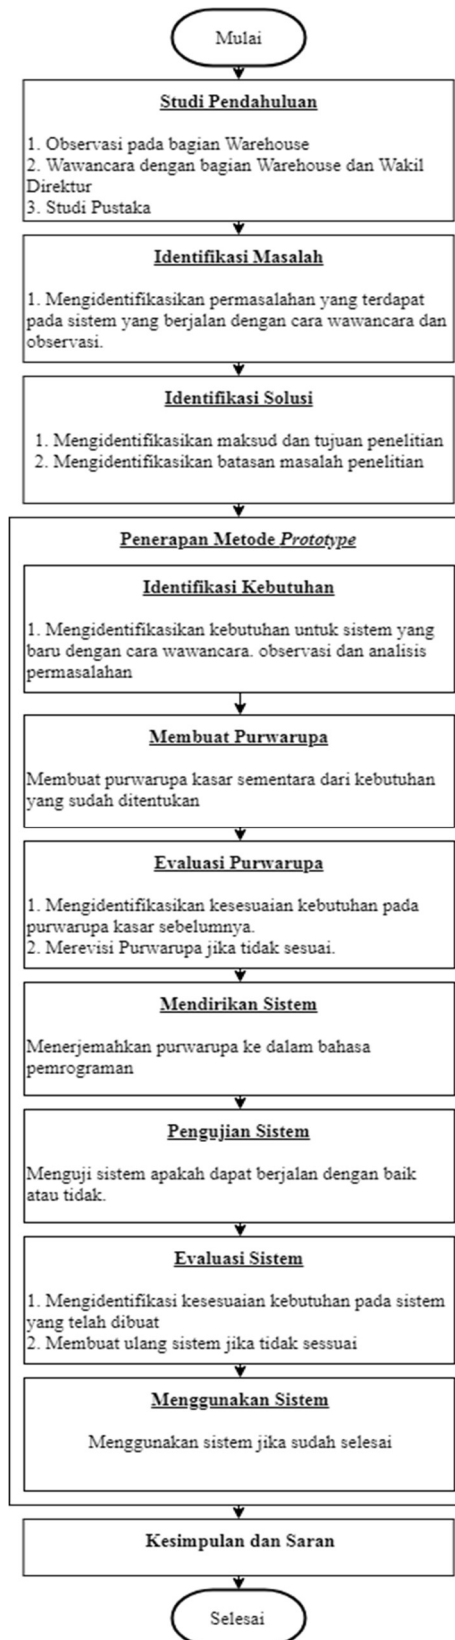 Mulai
Studi Pendahuluan
1. Observasi pada bagian Warehouse
2. Wawancara dengan bagian Warehouse dan Wakil
Direktur
3. Studi Pustaka
Identifikasi Masalah
1. Mengidentifikasikan permasalahan yang terdapat
pada sistem yang berjalan dengan cara wawancara dan
observasi.
Identifikasi Solusi
1. Mengidentifikasikan maksud dan tujuan penelitian
2. Mengidentifikasikan batasan masalah penelitian
Penerapan Metode Prototype
Identifikasi Kebutuhan
1. Mengidentifikasikan kebutuhan untuk sistem yang
baru dengan cara wawancara. observasi dan analisis
permasalahan
Membuat Purwarupa
Membuat purwarupa kasar sementara dari kebutuhan
yang sudah ditentukan
Evaluasi Purwarupa
1. Mengidentifikasikan kesesuaian kebutuhan pada
purwarupa kasar sebelumnya.
2. Merevisi Purwarupa jika tidak sesuai.
Mendirikan Sistem
Menerjemahkan purwarupa ke dalam bahasa
pemrograman
Pengujian Sistem
Menguji sistem apakah dapat berjalan dengan baik
atau tidak.
Evaluasi Sistem
1. Mengidentifikasi kesesuaian kebutuhan pada sistem
yang telah dibuat
2. Membuat ulang sistem jika tidak sessuai
Menggunakan Sistem
Menggunakan sistem jika sudah selesai
Kesimpulan dan Saran
Selesai